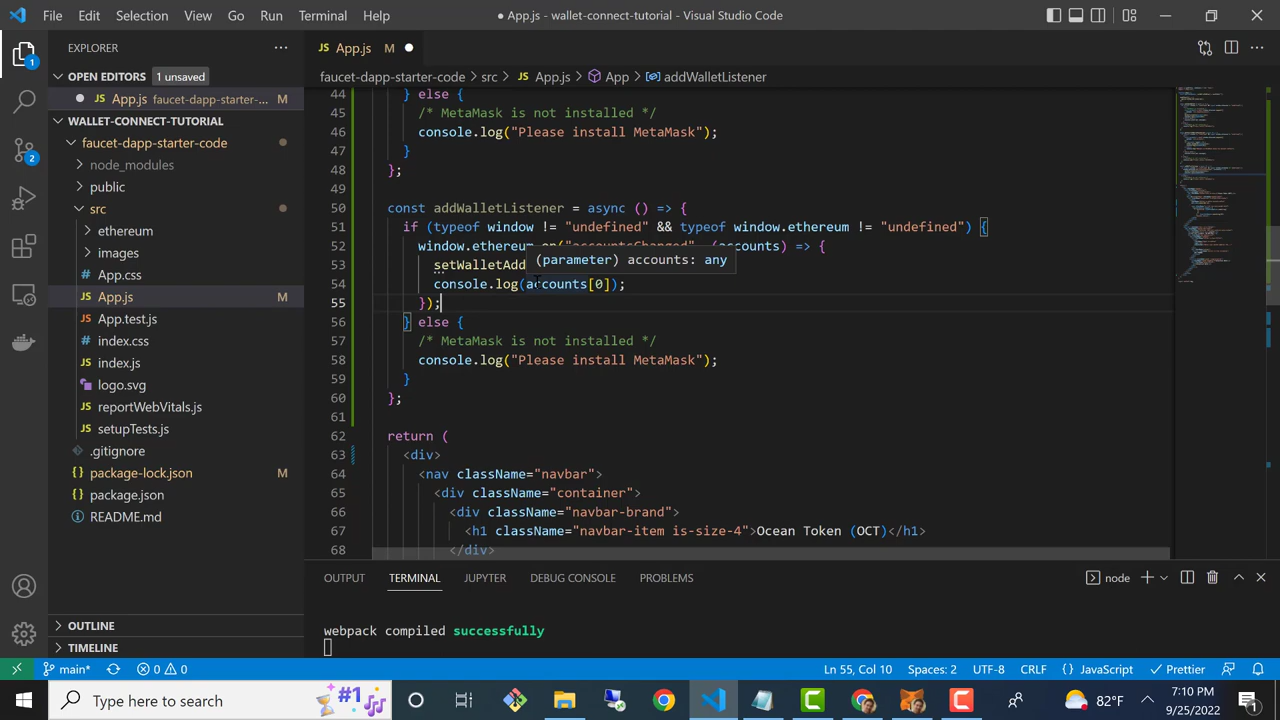 File Edit Selection View Go Run Terminal Help
● App.js - wallet-connect-tutorial - Visual Studio Code
EXPLORER
OPEN EDITORS 1 unsaved
App.js faucet-dapp-starter-... M
WALLET-CONNECT-TUTORIAL
faucet-dapp-starter-code
node_modules
public
src
ethereum
images
App.css
App.js M
App.test.js
index.css
index.js
logo.svg
reportWebVitals.js
setupTests.js
.gitignore
package-lock.json M
package.json
README.md
OUTLINE
TIMELINE
1
2
JS App.js M
faucet-dapp-starter-code > src > JS App.js > App > addWalletListener
44 } else {
45 /* MetaMask is not installed */
46 console.log("Please install MetaMask");
47 }
48 };
49
50 const addWalletListener = async () =>
51 if (typeof window != "undefined" && typeof window.ethereum != "undefined") {
52 window.ethereum.on("accountsChanged", (accounts) => {
(parameter) accounts: any
53 setWalletAdd
54 console.log(accounts[0]);
55 });
56 } else {
57 /* MetaMask is not installed */
58 console.log("Please install MetaMask");
59 }
60 };
61
62 return (
63 <div>
64 <nav className="navbar">
65 <div className="container">
66 <div className="navbar-brand">
67 <h1 className="navbar-item is-size-4">Ocean Token (OCT)</h1>
68 </div>
OUTPUT TERMINAL JUPYTER DEBUG CONSOLE PROBLEMS
node
webpack compiled successfully
main* 0 0 Ln 55, Col 10 Spaces: 2 UTF-8 CRLF {} JavaScript Prettier
Type here to search
#1
82°F
7:10 PM
9/25/2022
1